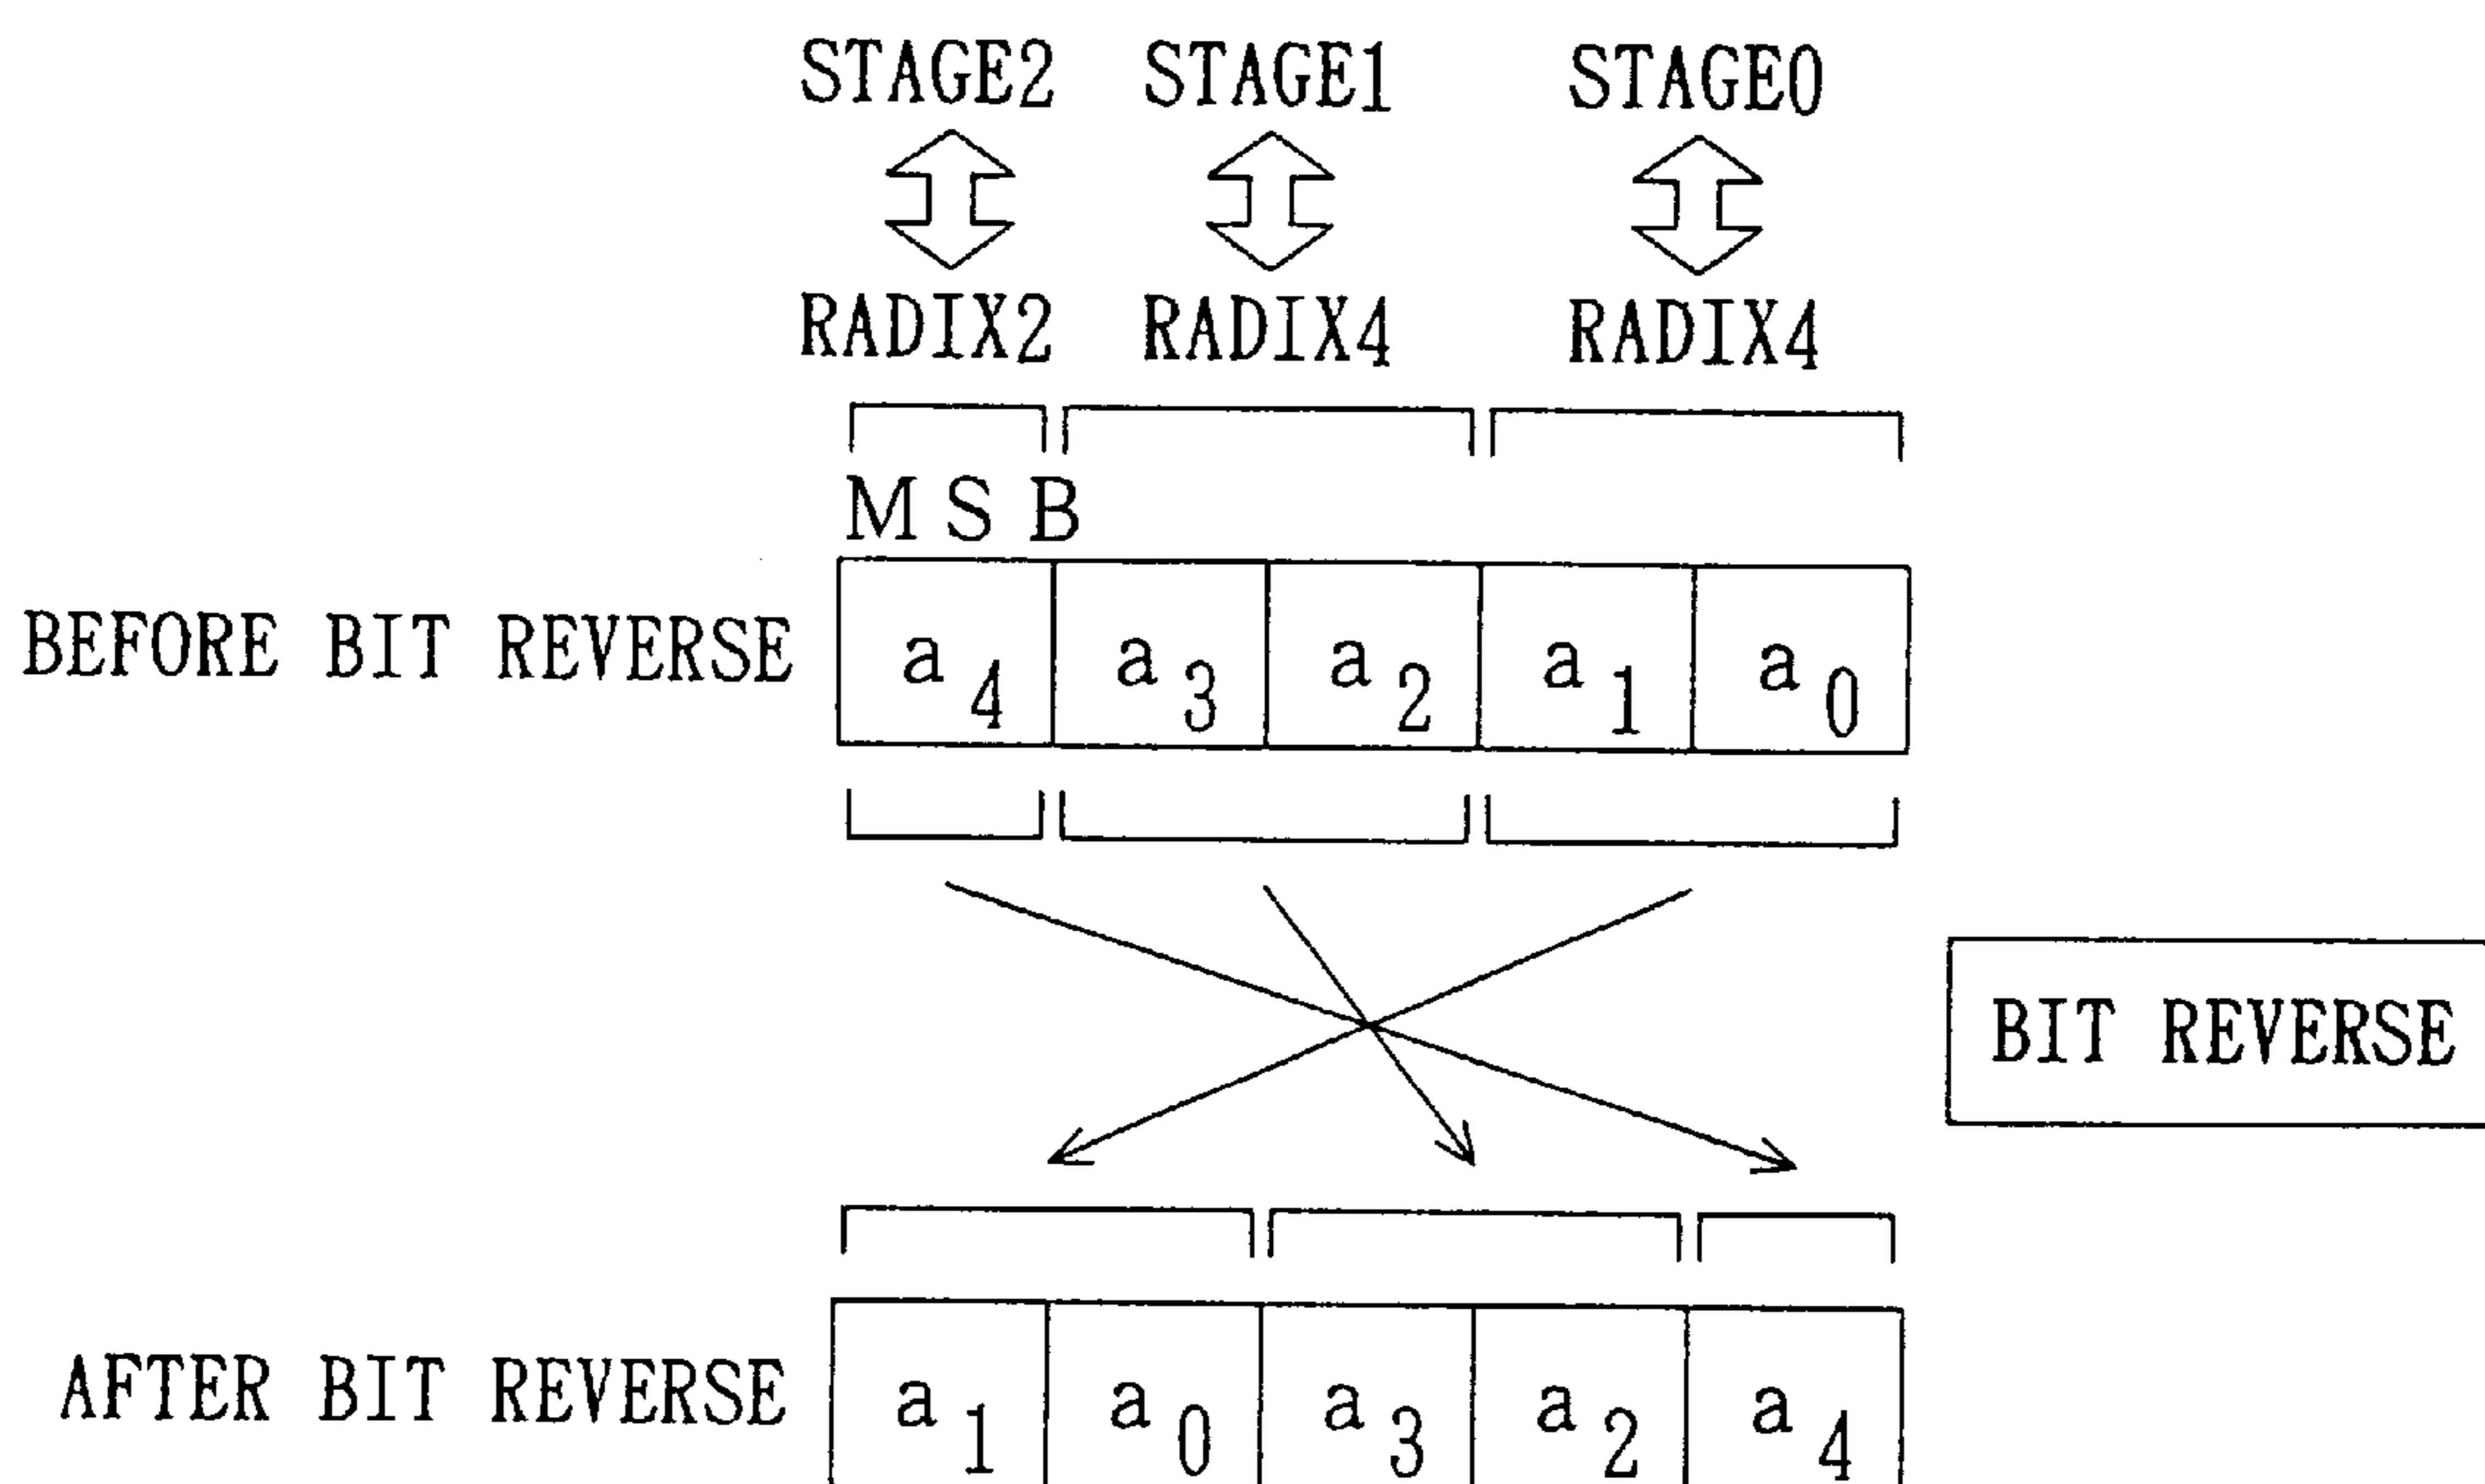 STAGE2 STAGE1 STAGE0
RADIX2 RADIX4 RADIX4
MSB
BEFORE BIT REVERSE a4 a3 a2 a1 a0
BIT REVERSE
AFTER BIT REVERSE a1 a0 a3 a2 a4